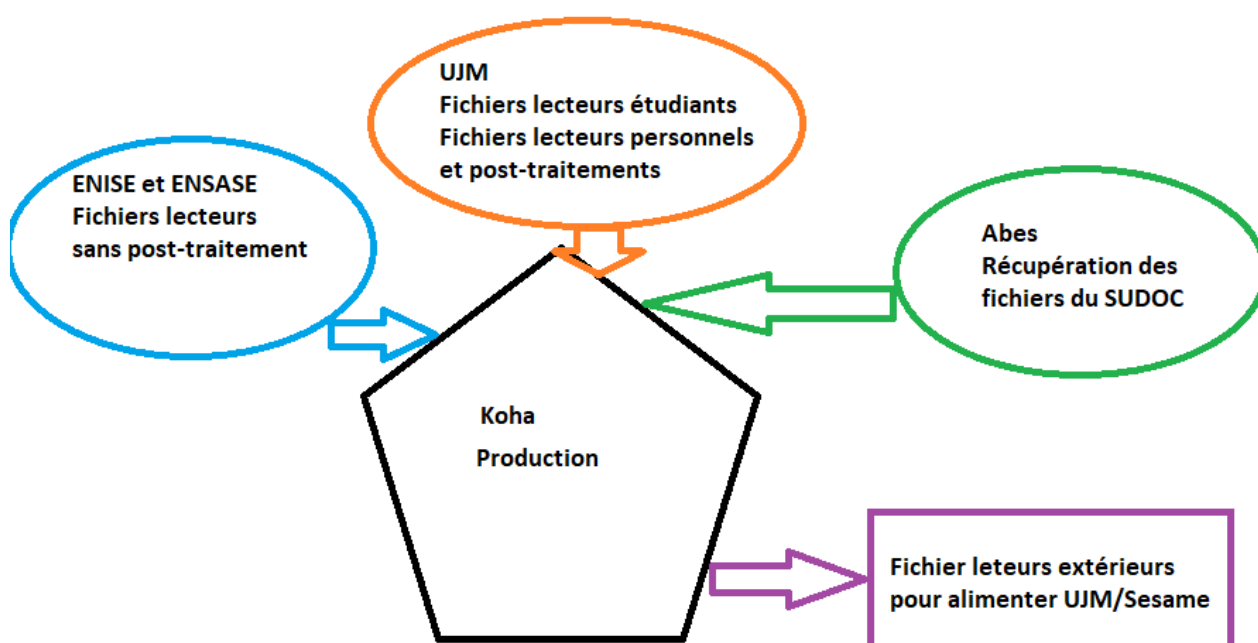 UJM
Fichiers lecteurs étudiants
Fichiers lecteurs personnels
et post-traitements
ENISE et ENSASE
Fichiers lecteurs
sans post-traitement
Abes
Récupération des
fichiers du SUDOC
Koha
Production
Fichier leteurs extérieurs
pour alimenter UJM/Sesame